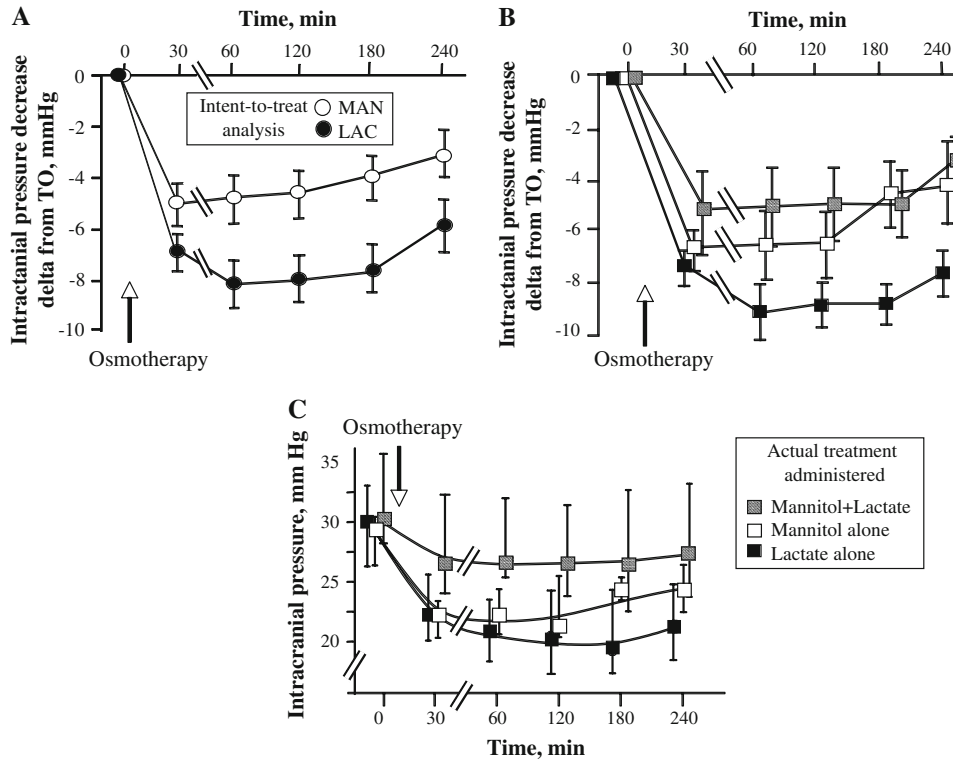 A
Time, min
0 30 60 120 180 240
Intractanial pressure decrease
delta from TO, mmHg
0
-2
-4
-6
-8
-10
Intent-to-treat
analysis
MAN
LAC
Osmotherapy
B
Time, min
0 30 60 120 180 240
Intractanial pressure decrease
delta from TO, mmHg
0
-2
-4
-6
-8
-10
Osmotherapy
C
Osmotherapy
Intracranial pressure, mm Hg
35
30
25
20
0 30 60 120 180 240
Time, min
Actual treatment
administered
Mannitol+Lactate
Mannitol alone
Lactate alone